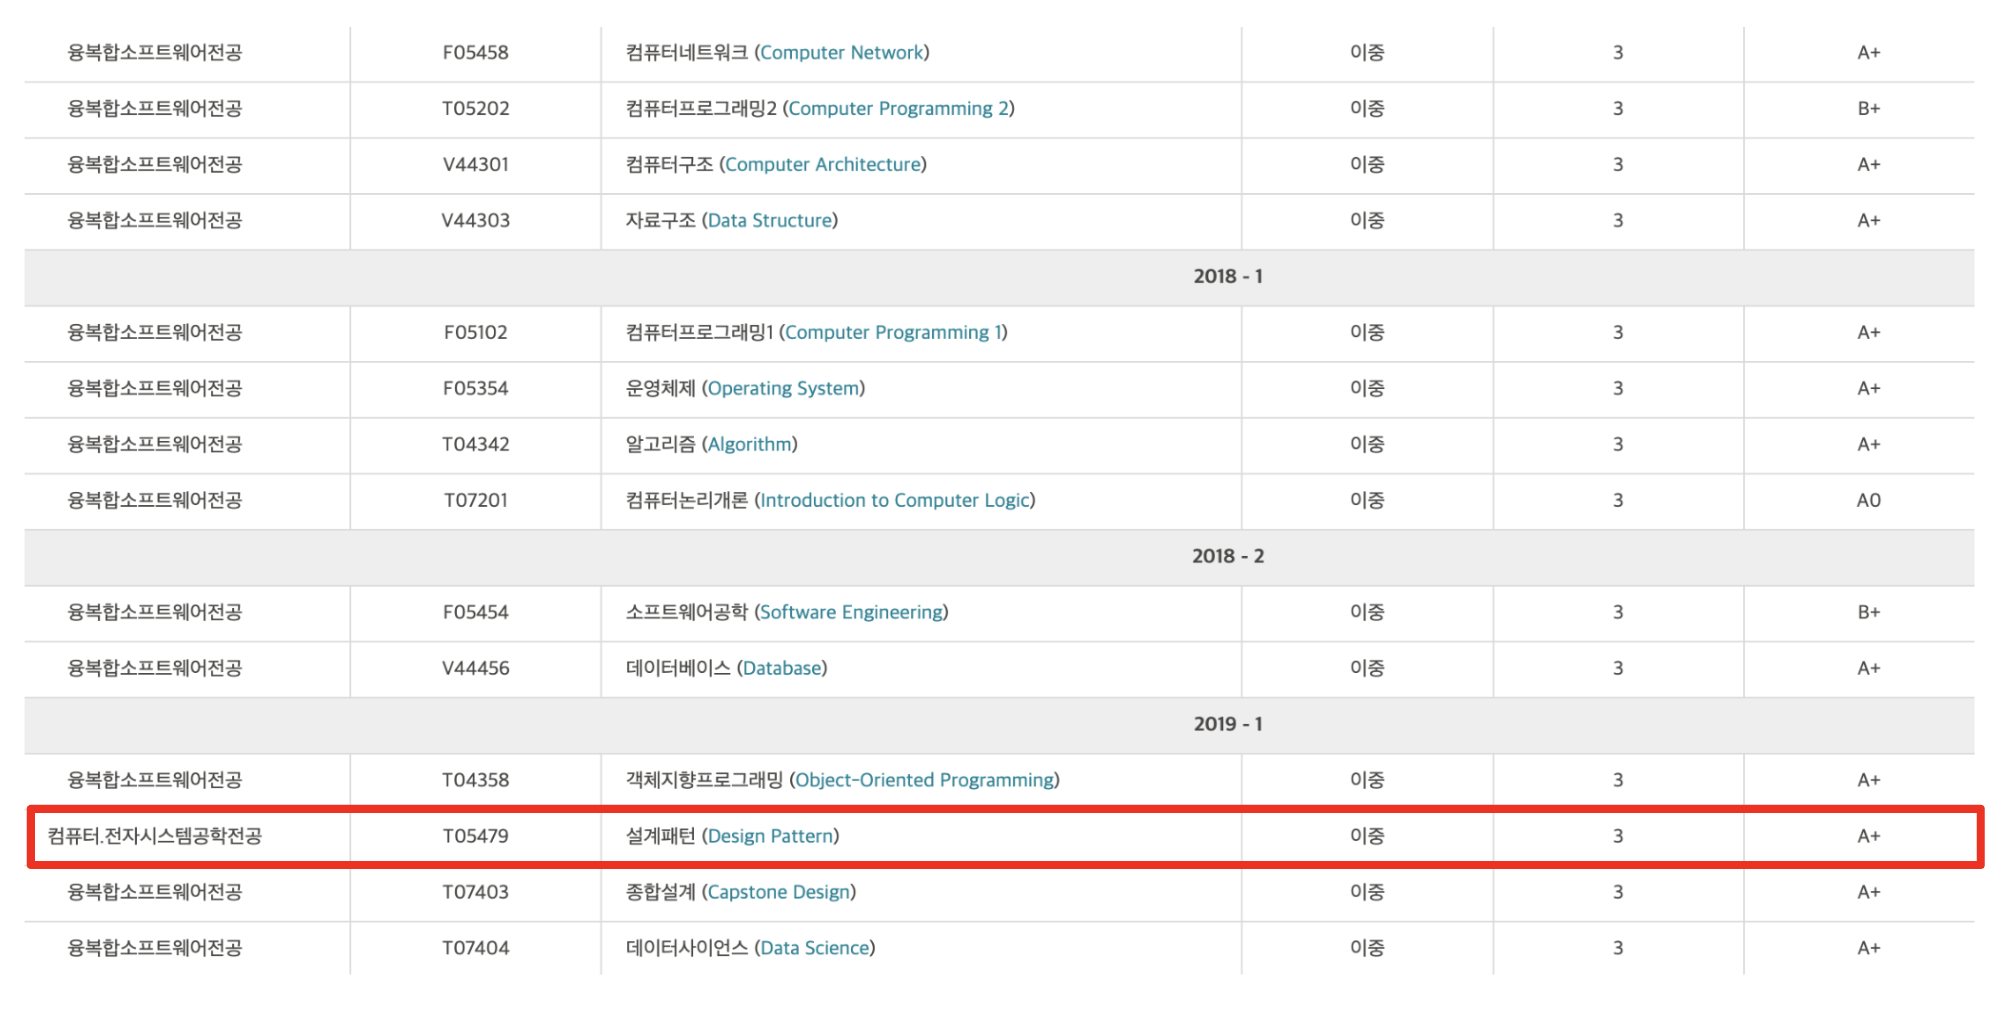 융복합소프트웨어전공 F05458 컴퓨터네트워크 (Computer Network) 이중 3 A+
융복합소프트웨어전공 T05202 컴퓨터프로그래밍2 (Computer Programming 2) 이중 3 B+
융복합소프트웨어전공 V44301 컴퓨터구조 (Computer Architecture) 이중 3 A+
융복합소프트웨어전공 V44303 자료구조 (Data Structure) 이중 3 A+
2018 - 1
융복합소프트웨어전공 F05102 컴퓨터프로그래밍1 (Computer Programming 1) 이중 3 A+
융복합소프트웨어전공 F05354 운영체제 (Operating System) 이중 3 A+
융복합소프트웨어전공 T04342 알고리즘 (Algorithm) 이중 3 A+
융복합소프트웨어전공 T07201 컴퓨터논리개론 (Introduction to Computer Logic) 이중 3 A0
2018 - 2
융복합소프트웨어전공 F05454 소프트웨어공학 (Software Engineering) 이중 3 B+
융복합소프트웨어전공 V44456 데이터베이스 (Database) 이중 3 A+
2019 - 1
융복합소프트웨어전공 T04358 객체지향프로그래밍 (Object-Oriented Programming) 이중 3 A+
컴퓨터.전자시스템공학전공 T05479 설계패턴 (Design Pattern) 이중 3 A+
융복합소프트웨어전공 T07403 종합설계 (Capstone Design) 이중 3 A+
융복합소프트웨어전공 T07404 데이터사이언스 (Data Science) 이중 3 A+